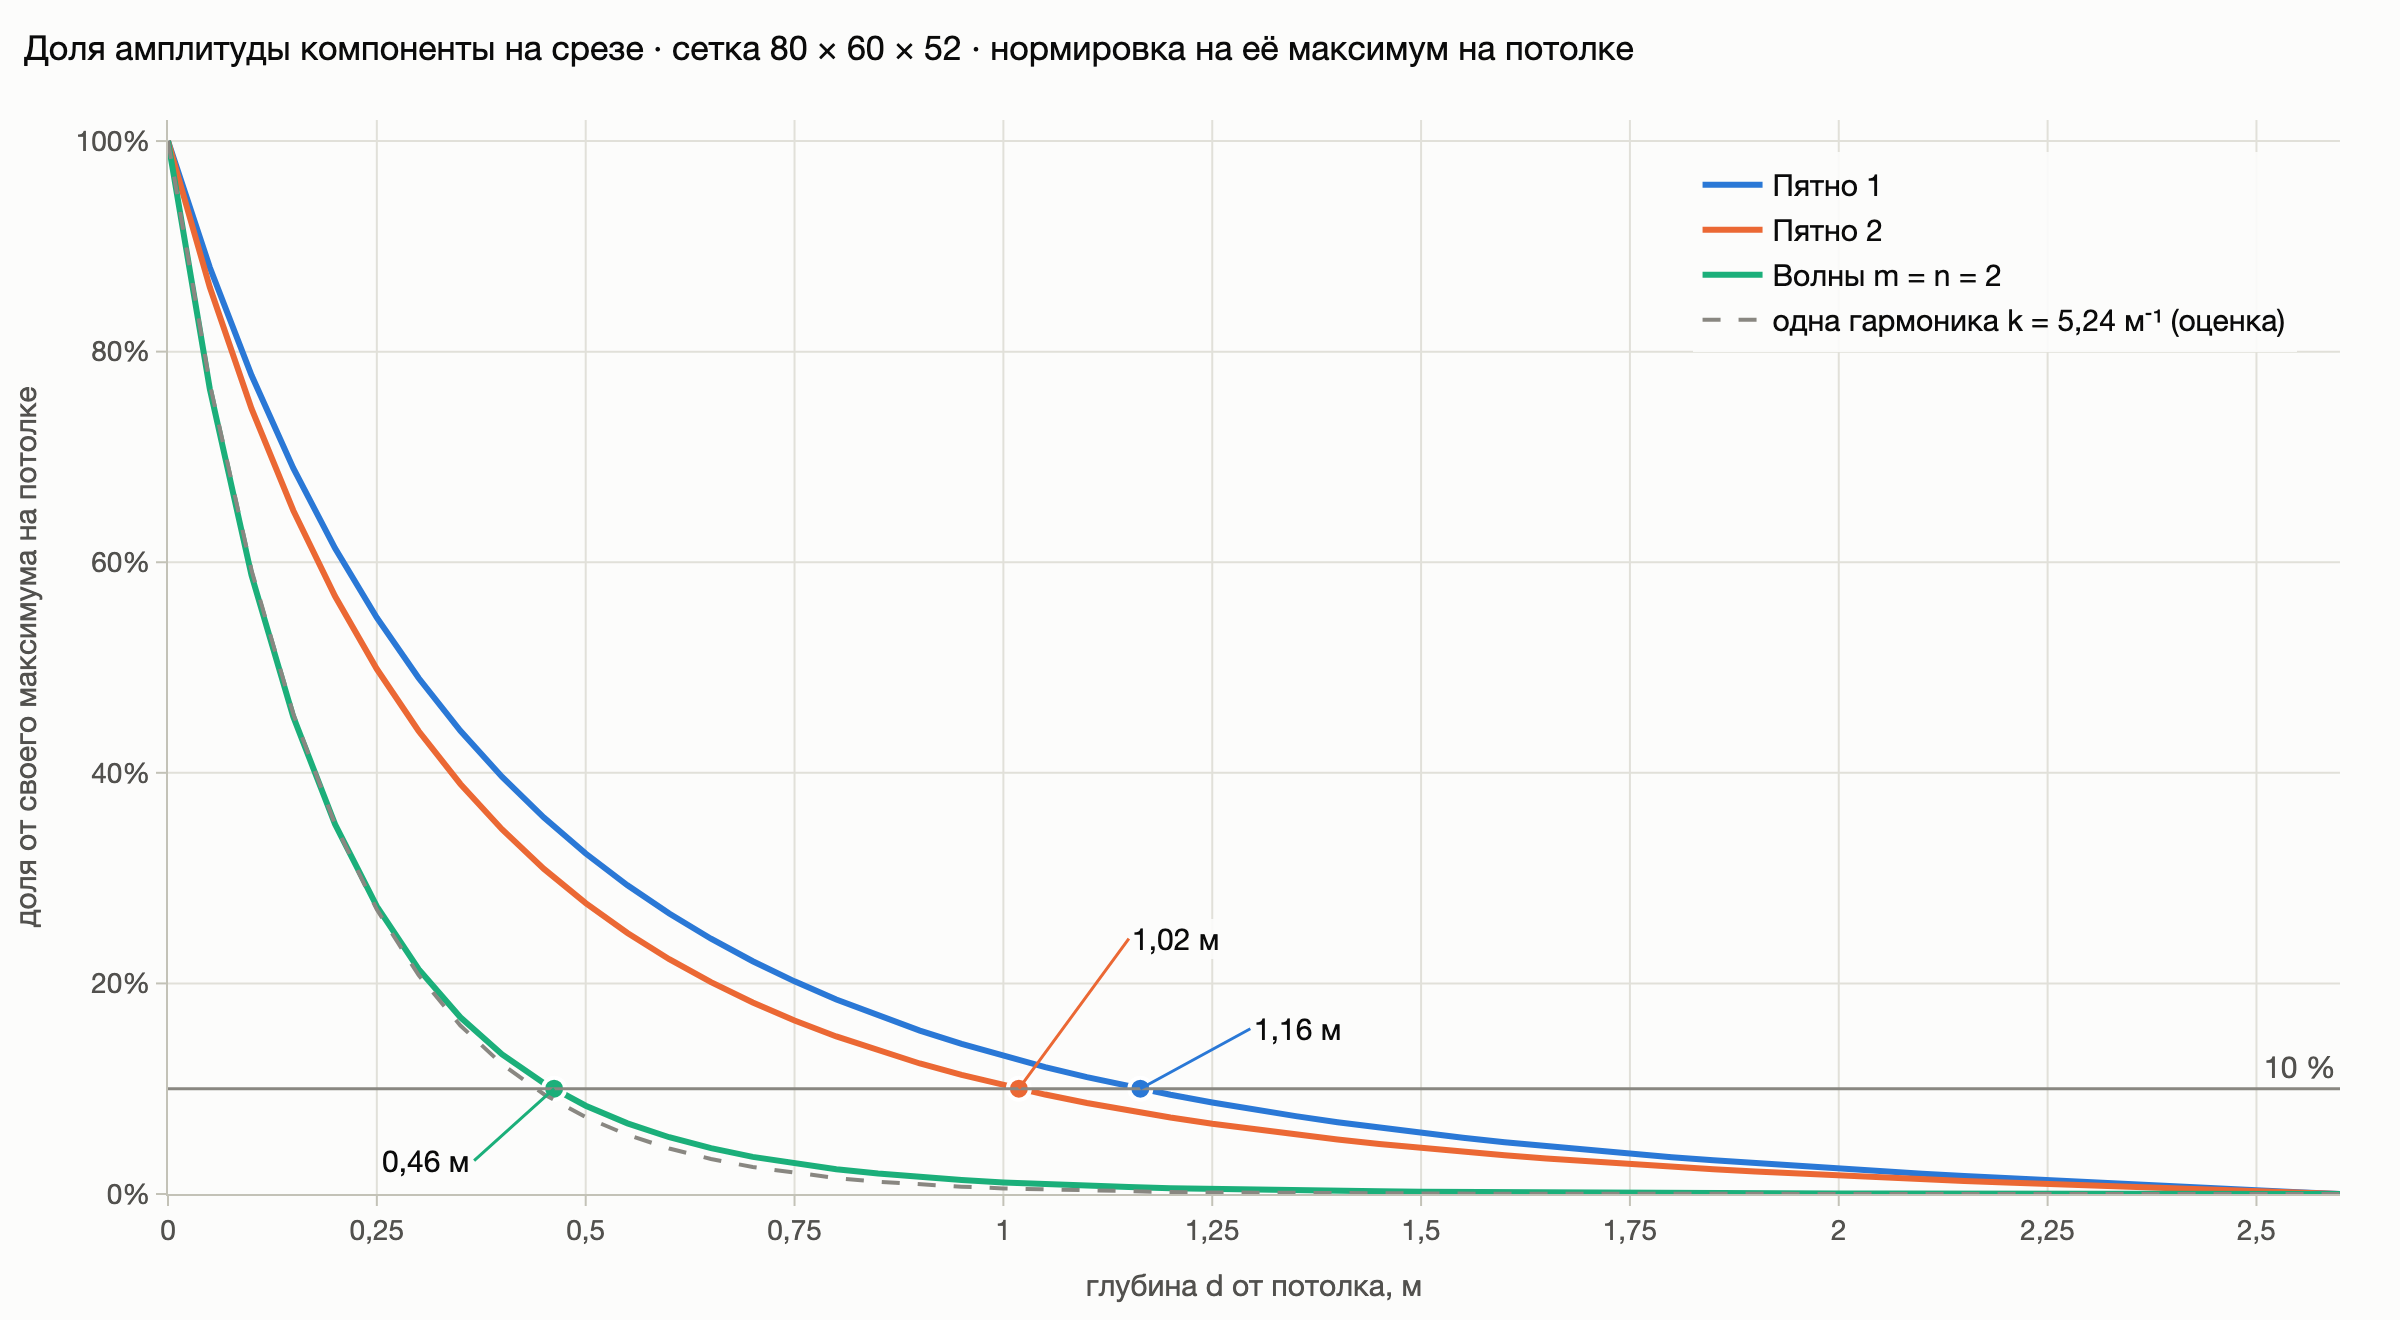 Доля амплитуды компоненты на срезе · сетка 80 × 60 × 52 · нормировка на её максимум на потолке
100%
80%
60%
40%
20%
0%
доля от своего максимума на потолке
Пятно 1
Пятно 2
Волны m = n = 2
одна гармоника k = 5,24 м⁻¹ (оценка)
1,02 м
1,16 м
10 %
0,46 м
0 0,25 0,5 0,75 1 1,25 1,5 1,75 2 2,25 2,5
глубина d от потолка, м